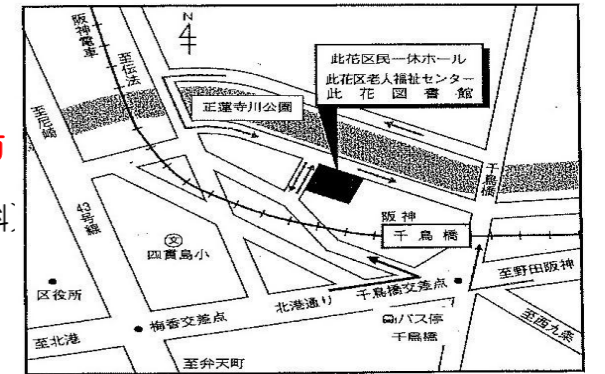 N
阪神電車
至伝法
此花区民一休ホール
此花区老人福祉センター
此花図書館
正蓮寺川公園
至尼崎
千鳥橋
43号線
四貫島小
文
阪神
千鳥橋
区役所
北港通り
千鳥橋交差点
至野田阪神
梅香交差点
バス停
千鳥橋
至北港
至西九条
至弁天町
料)